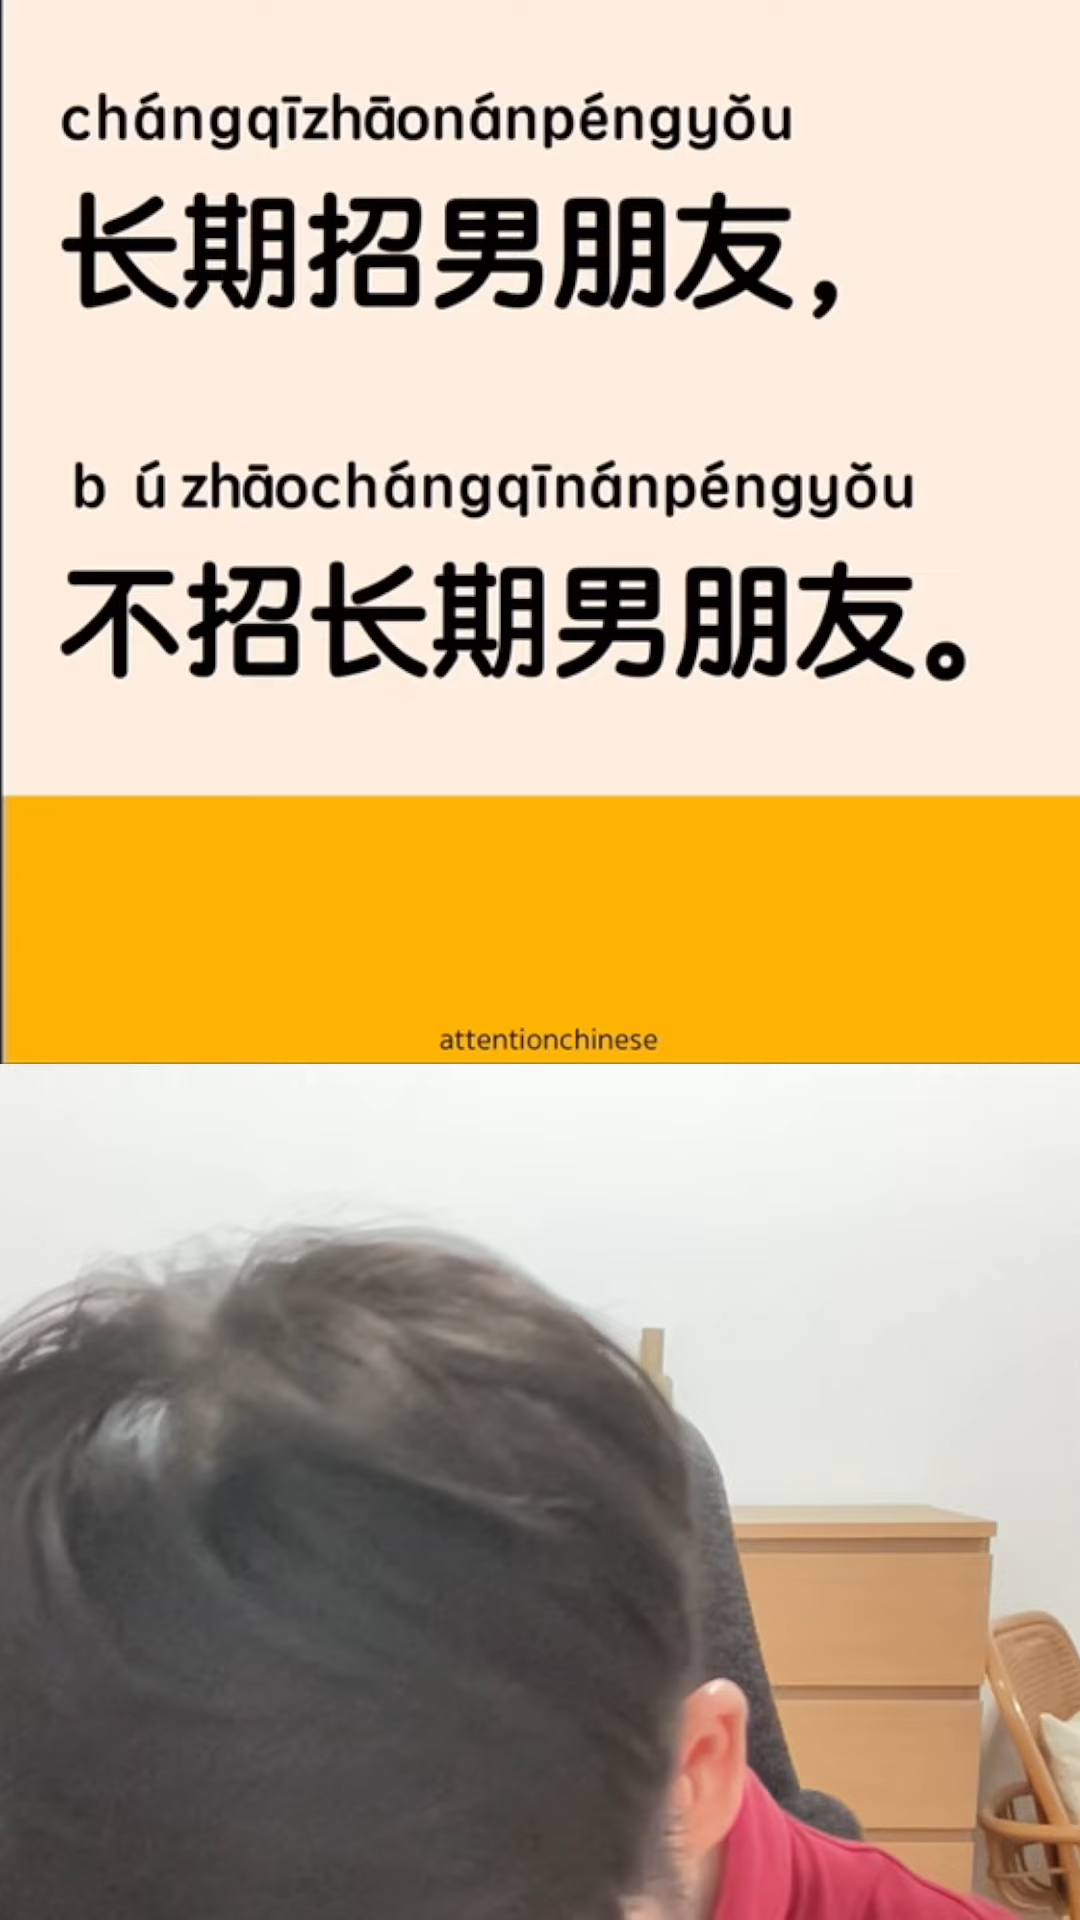 chángqīzhāonánpéngyǒu
长期招男朋友，
b ú zhāochángqīnánpéngyǒu
不招长期男朋友。
attentionchinese